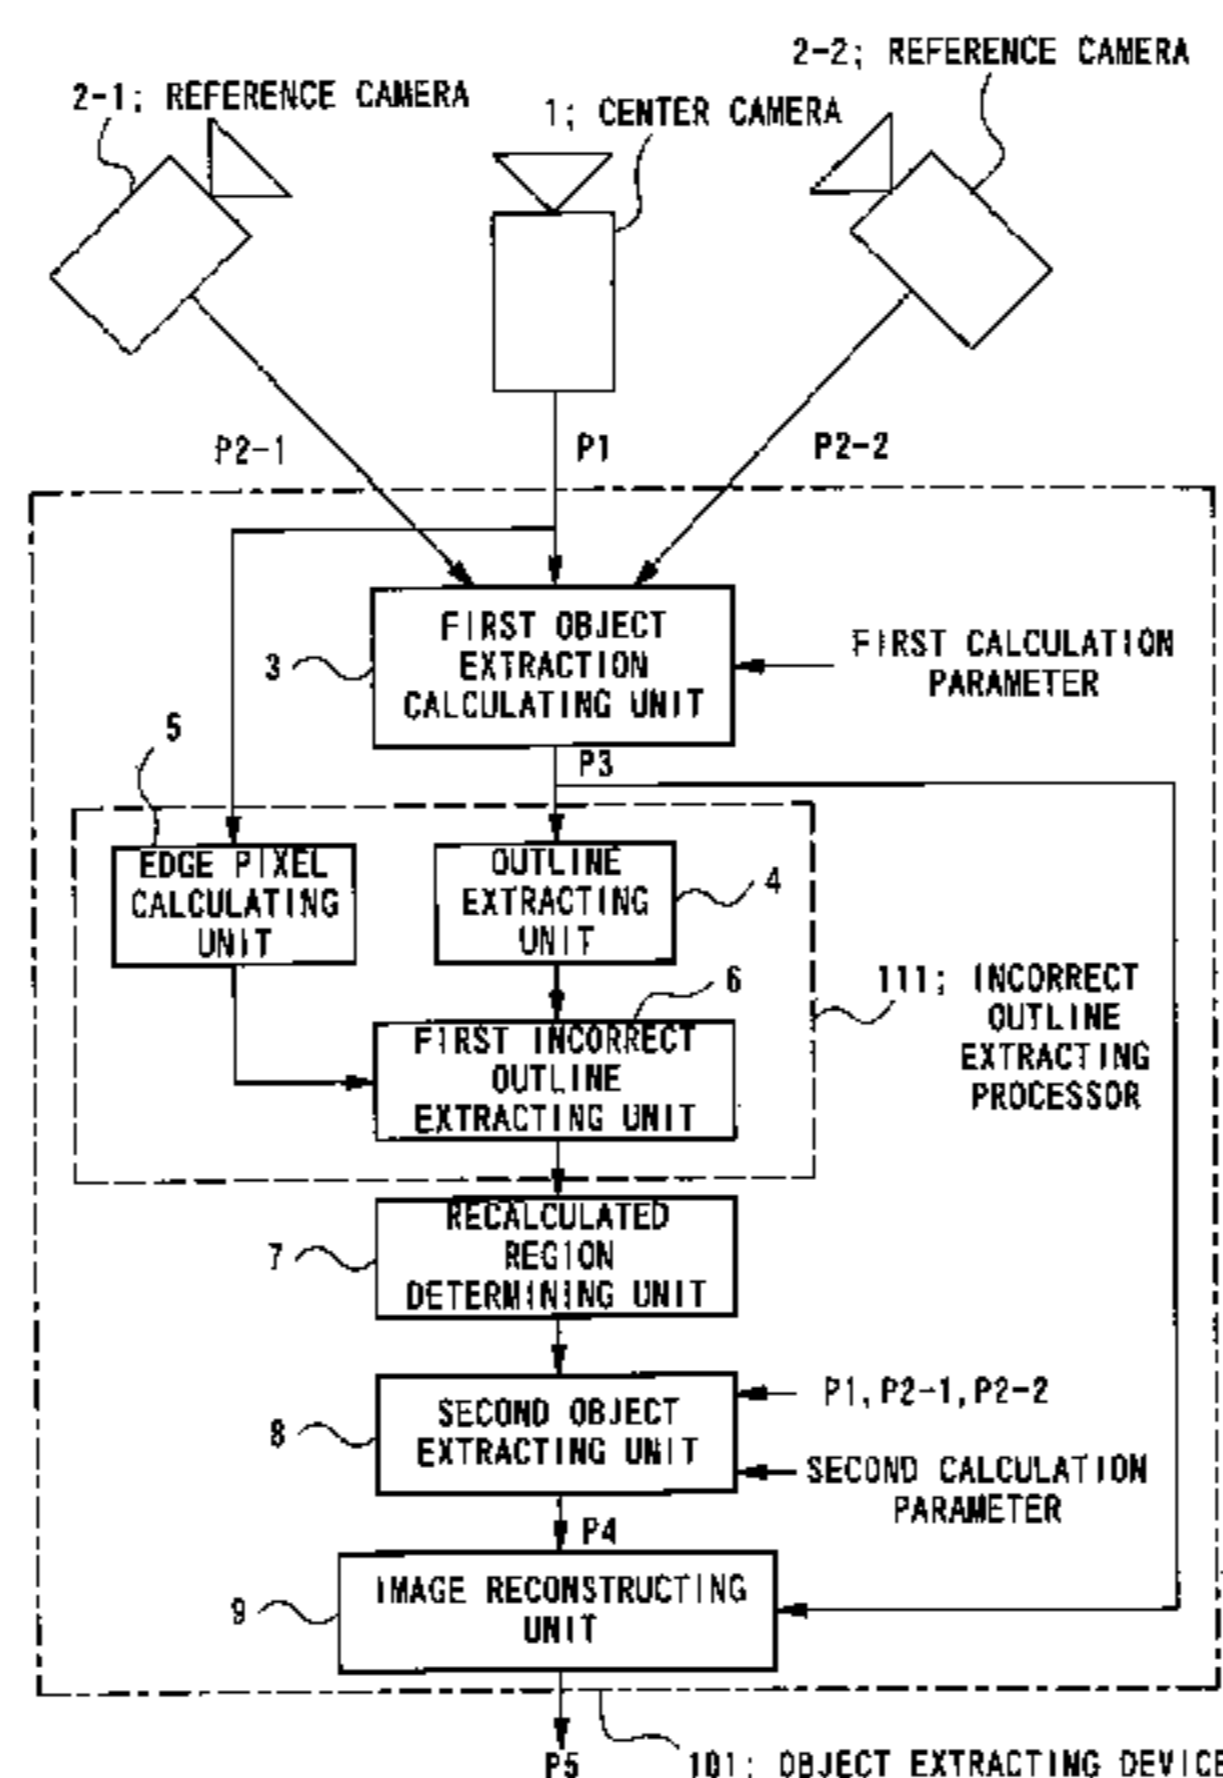 2-2; REFERENCE CAMERA
2-1; REFERENCE CAMERA
1; CENTER CAMERA
P2-1
P1
P2-2
FIRST OBJECT
EXTRACTION
CALCULATING UNIT
3
FIRST CALCULATION
PARAMETER
5
P3
EDGE PIXEL
CALCULATING
UNIT
OUTLINE
EXTRACTING
UNIT
4
6
111; INCORRECT
OUTLINE
EXTRACTING
PROCESSOR
FIRST INCORRECT
OUTLINE
EXTRACTING UNIT
7
RECALCULATED
REGION
DETERMINING UNIT
8
SECOND OBJECT
EXTRACTING UNIT
P1, P2-1, P2-2
SECOND CALCULATION
PARAMETER
P4
9
IMAGE RECONSTRUCTING
UNIT
P5
101; OBJECT EXTRACTING DEVICE